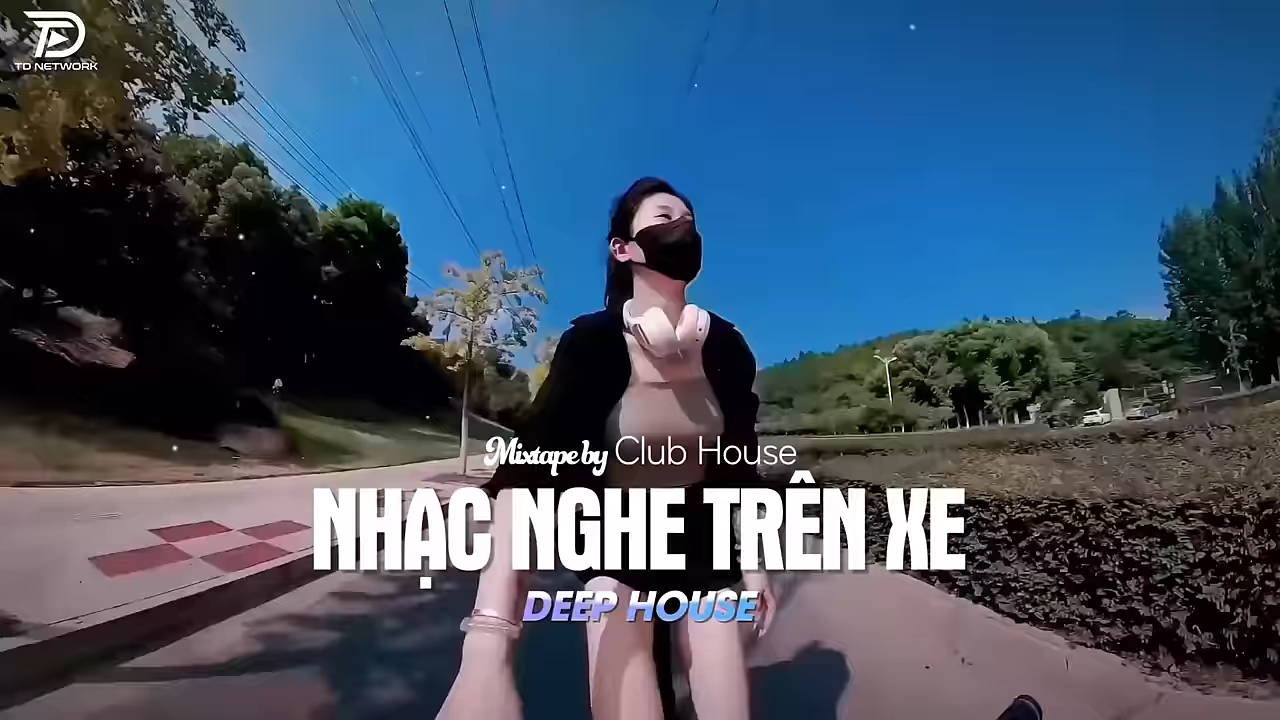 TD NETWORK
Mixtape by Club House
NHẠC NGHE TRÊN XE
DEEP HOUSE